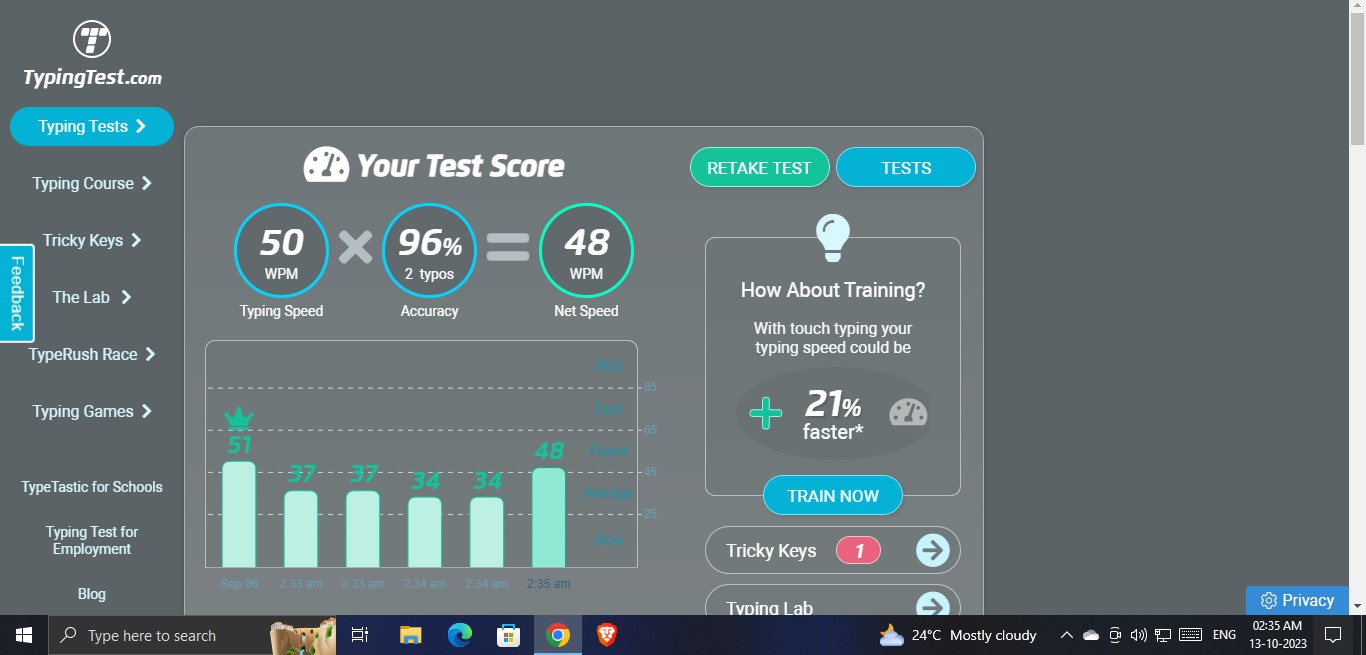 TypingTest.com
Typing Tests
Typing Course
Tricky Keys
The Lab
TypeRush Race
Typing Games
TypeTastic for Schools
Typing Test for
Employment
Blog
Feedback
Your Test Score
RETAKE TEST
TESTS
50
WPM
Typing Speed
96%
2 typos
Accuracy
48
WPM
Net Speed
PRO
85
Fast
65
Fluent
45
Average
25
Slow
51
37
37
34
34
48
Sep 06
2:33 am
2:33 am
2:34 am
2:34 am
2:35 am
How About Training?
With touch typing your
typing speed could be
21%
faster*
TRAIN NOW
Tricky Keys 1
Typing Lab
Privacy
Type here to search
24°C Mostly cloudy
ENG
02:35 AM
13-10-2023